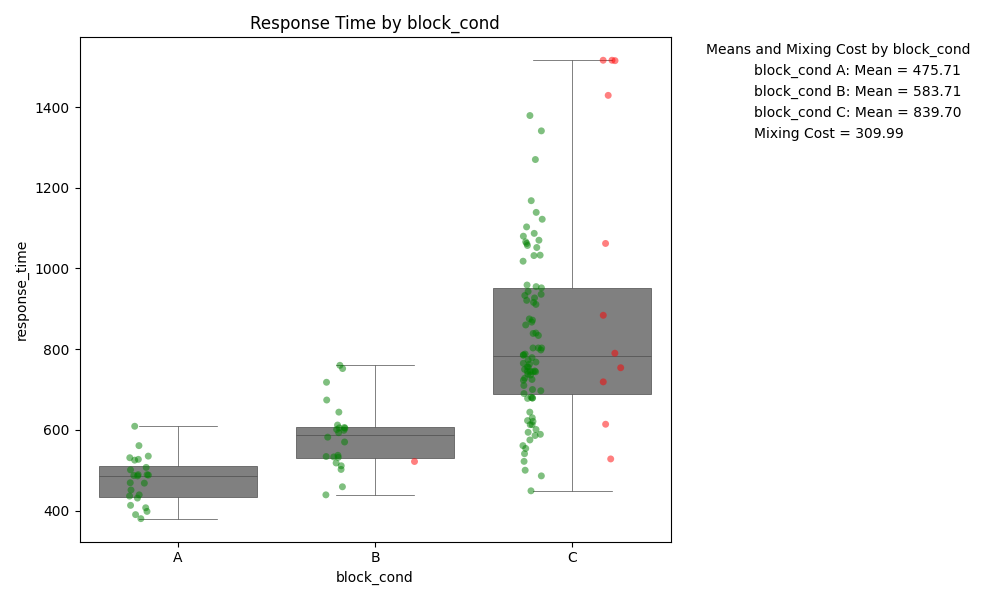 Response Time by block_cond
Means and Mixing Cost by block_cond
block_cond A: Mean = 475.71
block_cond B: Mean = 583.71
block_cond C: Mean = 839.70
Mixing Cost = 309.99
response_time
1400
1200
1000
800
600
400
A
B
C
block_cond